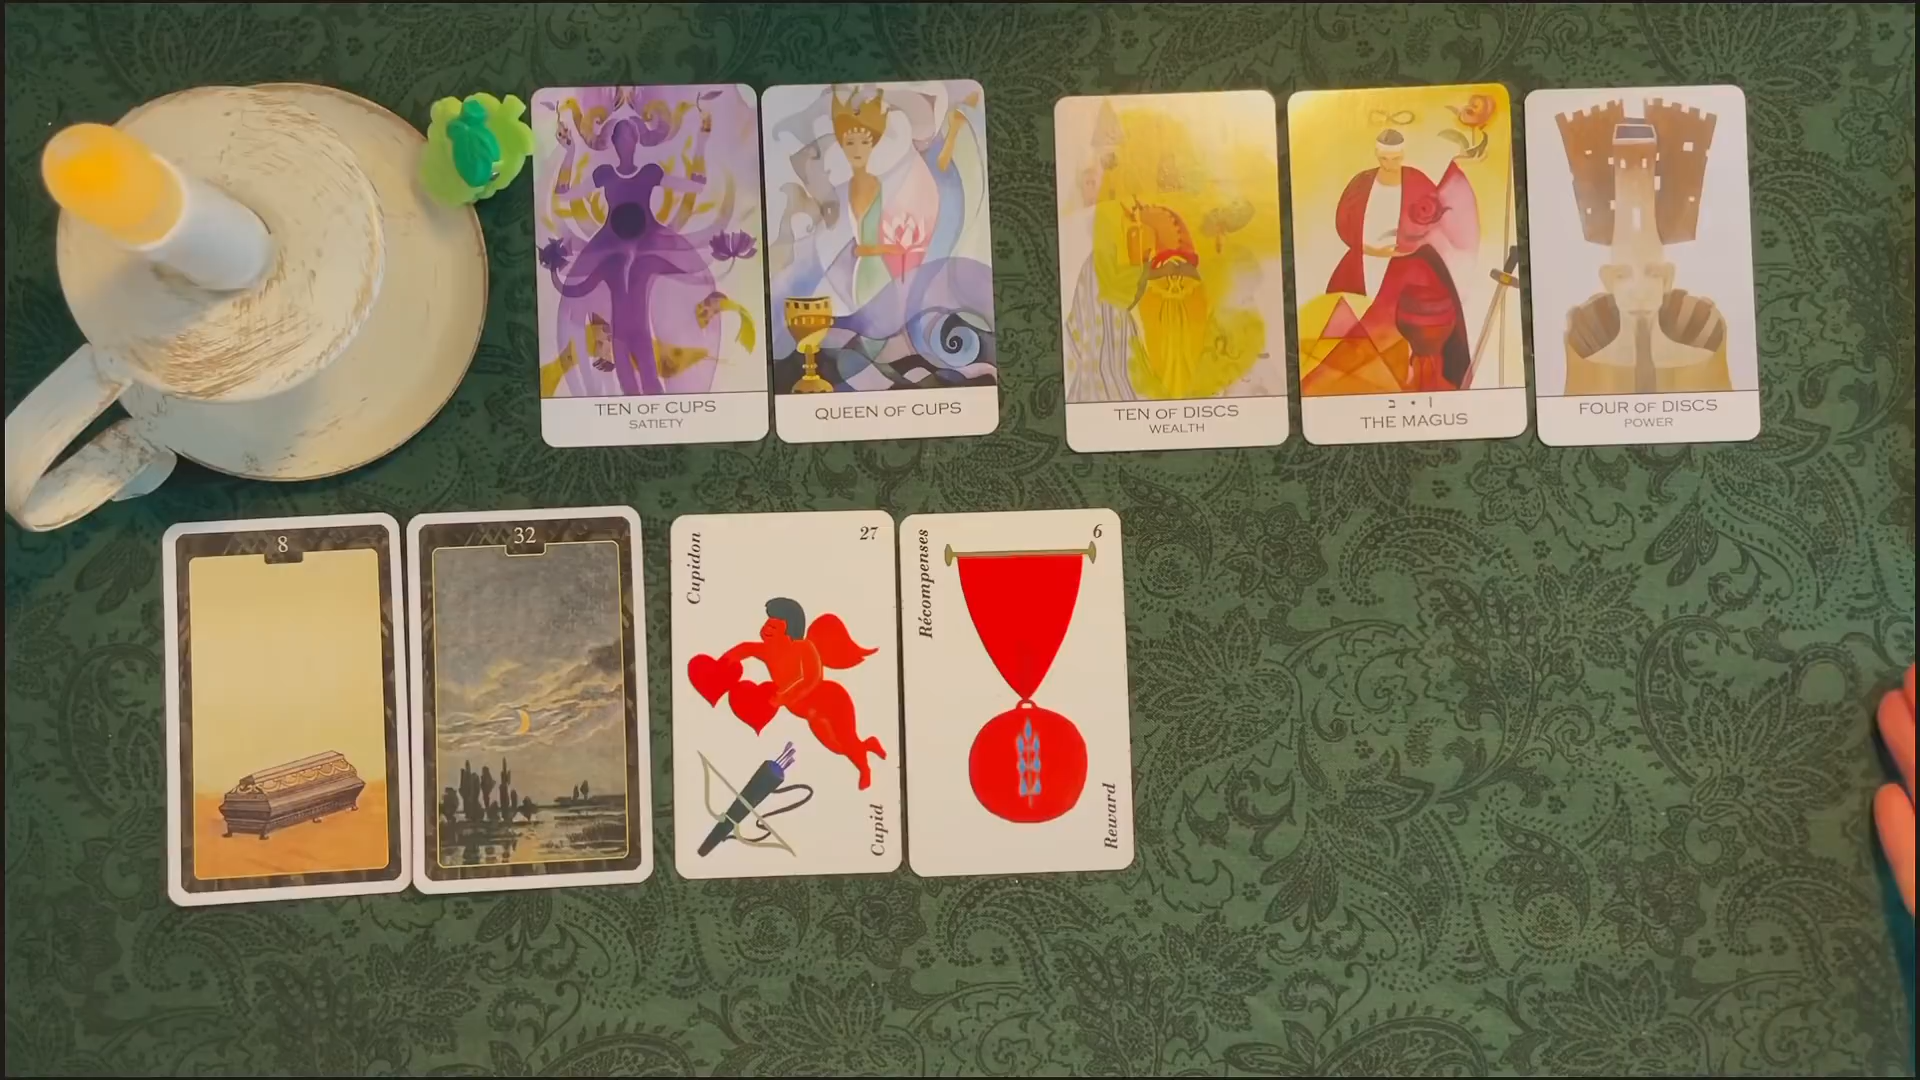 TEN OF CUPS
SATIETY
QUEEN OF CUPS
TEN OF DISCS
WEALTH
ב • I
THE MAGUS
FOUR OF DISCS
POWER
8
32
Cupidon
27
Cupid
Récompenses
6
Reward